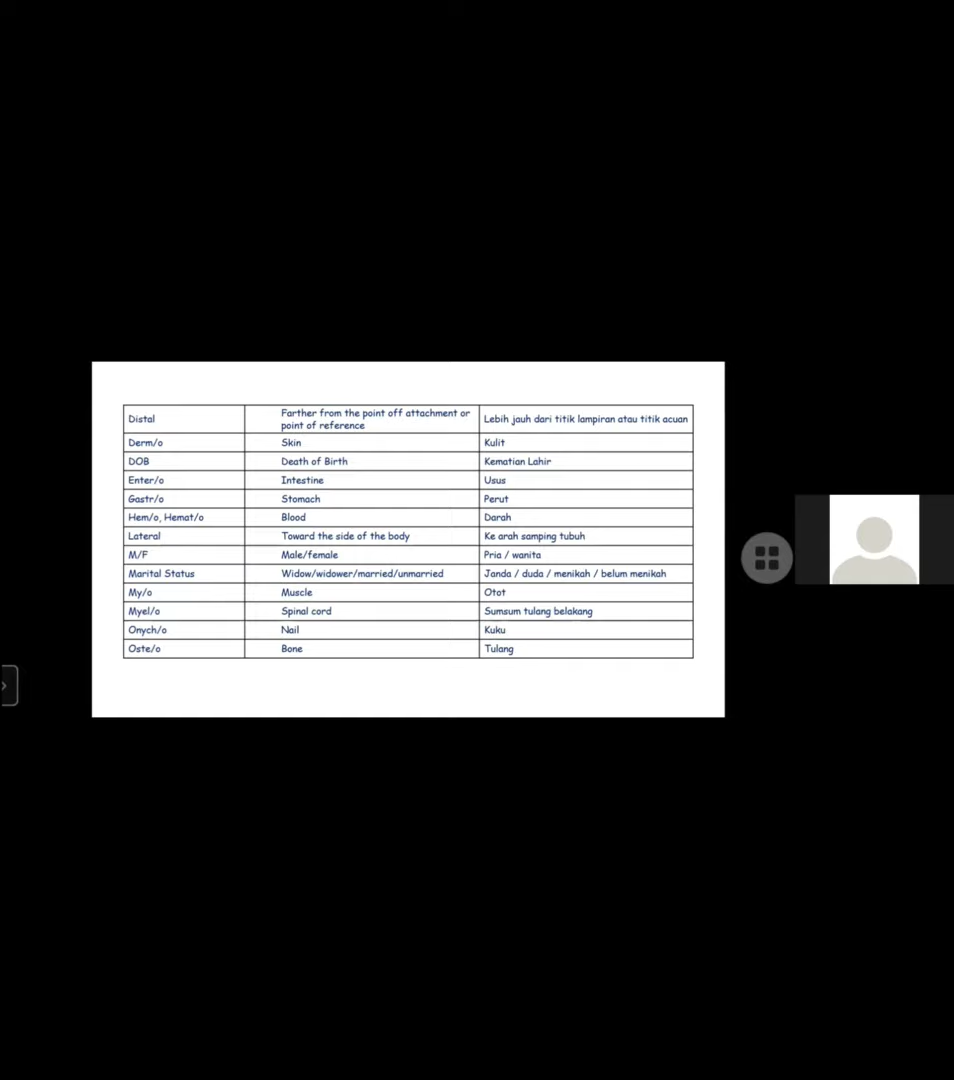 Distal Farther from the point off attachment or point of reference Lebih jauh dari titik lampiran atau titik acuan
Derm/o Skin Kulit
DOB Death of Birth Kematian Lahir
Enter/o Intestine Usus
Gastr/o Stomach Perut
Hem/o, Hemat/o Blood Darah
Lateral Toward the side of the body Ke arah samping tubuh
M/F Male/female Pria / wanita
Marital Status Widow/widower/married/unmarried Janda / duda / menikah / belum menikah
My/o Muscle Otot
Myel/o Spinal cord Sumsum tulang belakang
Onych/o Nail Kuku
Oste/o Bone Tulang